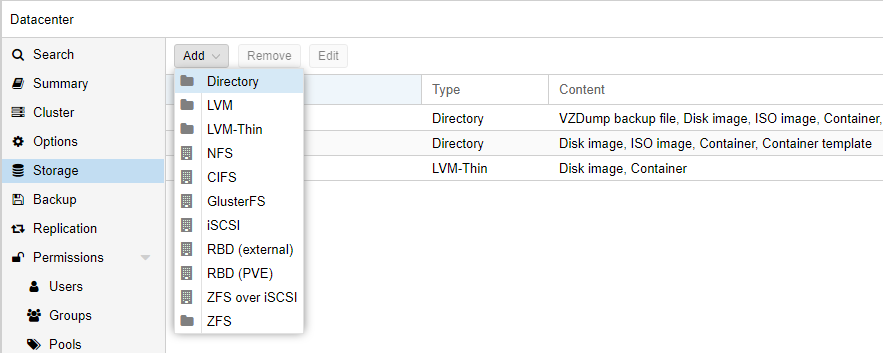 Datacenter
Search
Summary
Cluster
Options
Storage
Backup
Replication
Permissions
Users
Groups
Pools
Add
Remove
Edit
Directory
LVM
LVM-Thin
NFS
CIFS
GlusterFS
iSCSI
RBD (external)
RBD (PVE)
ZFS over iSCSI
ZFS
Type
Content
Directory
VZDump backup file, Disk image, ISO image, Container,
Directory
Disk image, ISO image, Container, Container template
LVM-Thin
Disk image, Container